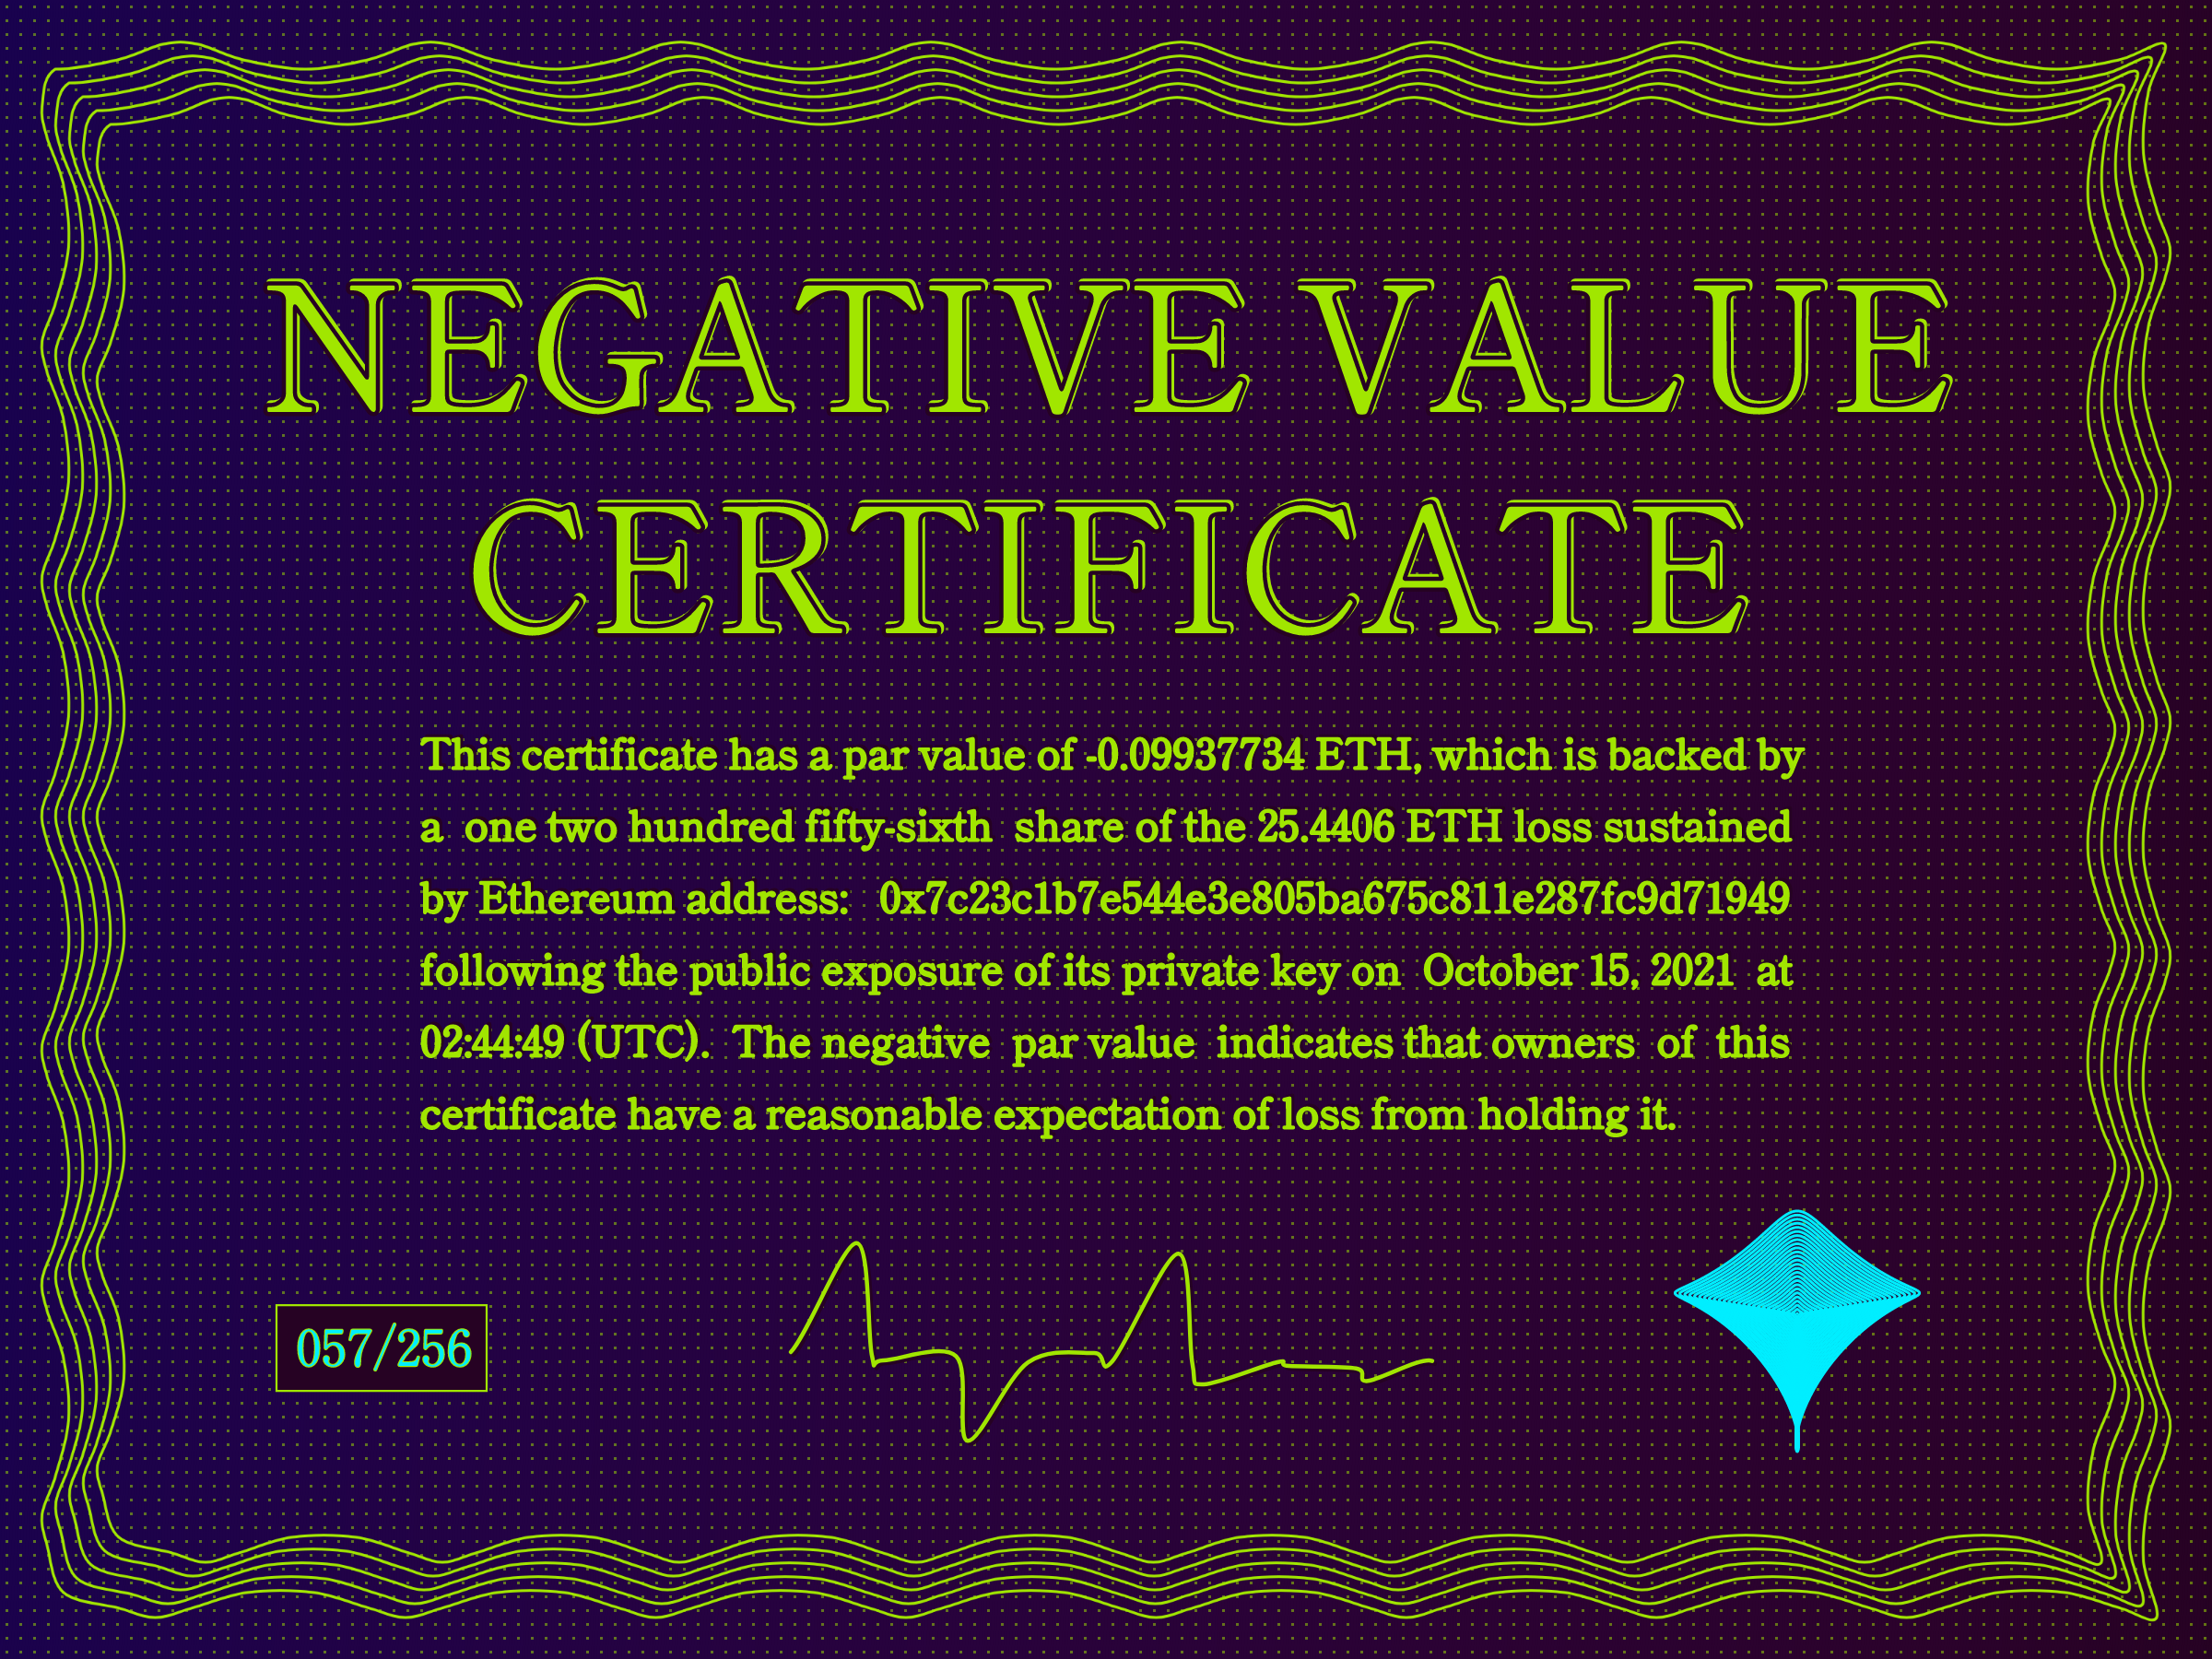 NEGATIVE VALUE
CERTIFICATE
This certificate has a par value of -0.09937734 ETH, which is backed by
a one two hundred fifty-sixth share of the 25.4406 ETH loss sustained
by Ethereum address: 0x7c23c1b7e544e3e805ba675c811e287fc9d71949
following the public exposure of its private key on October 15, 2021 at
02:44:49 (UTC). The negative par value indicates that owners of this
certificate have a reasonable expectation of loss from holding it.
057/256